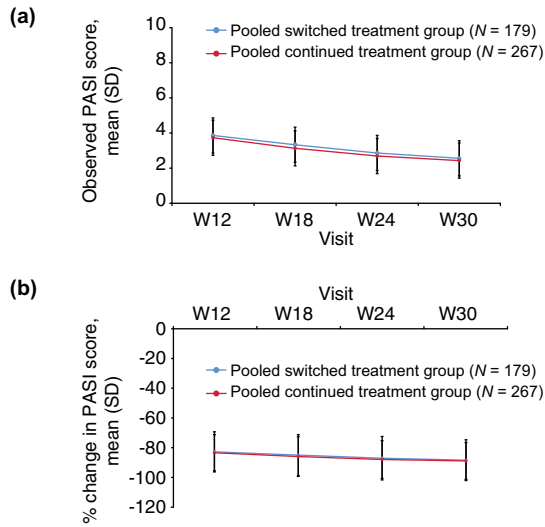 (a)
Observed PASI score,
mean (SD)
10
8
6
4
2
0
Pooled switched treatment group (N = 179)
Pooled continued treatment group (N = 267)
W12 W18 W24 W30
Visit
(b)
Visit
W12 W18 W24 W30
% change in PASI score,
mean (SD)
0
-20
-40
-60
-80
-100
-120
Pooled switched treatment group (N = 179)
Pooled continued treatment group (N = 267)